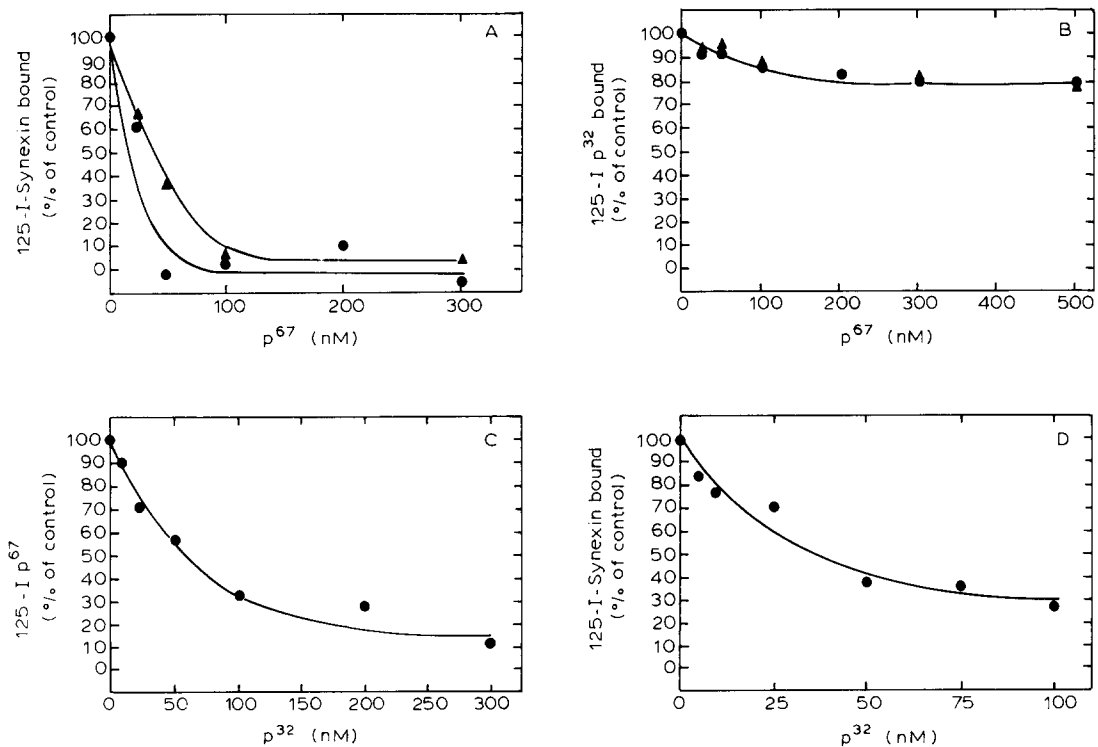 A
125-I-Synexin bound
(% of control)
100
90
80
70
60
50
40
30
20
10
0
0 100 200 300
p67 (nM)
B
125-I p32 bound
(% of control)
100
90
80
70
60
50
40
30
20
10
0
0 100 200 300 400 500
p67 (nM)
C
125-I p67
(% of control)
100
90
80
70
60
50
40
30
20
10
0
0 50 100 150 200 250 300
p32 (nM)
D
125-I-Synexin bound
(% of control)
100
90
80
70
60
50
40
30
20
10
0
0 25 50 75 100
p32 (nM)